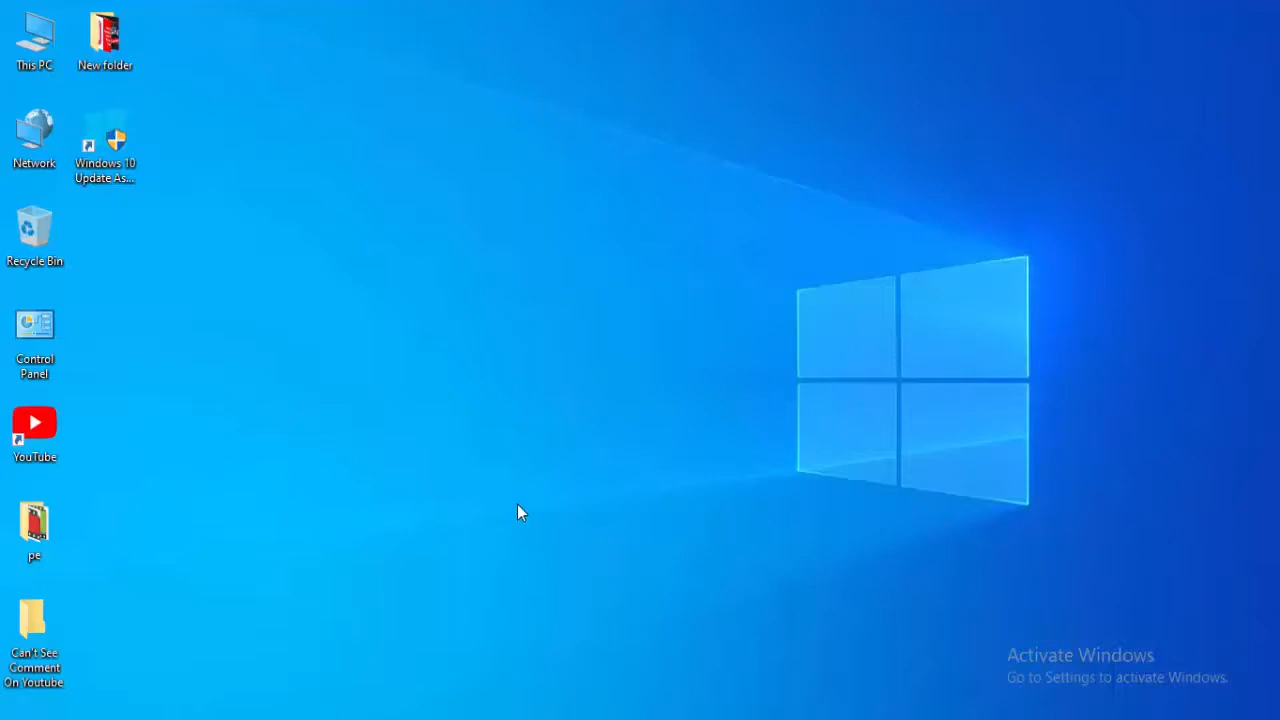 This PC
New folder
Network
Windows 10
Update As...
Recycle Bin
Control
Panel
YouTube
pe
Can't See
Comment
On Youtube
Activate Windows
Go to Settings to activate Windows.